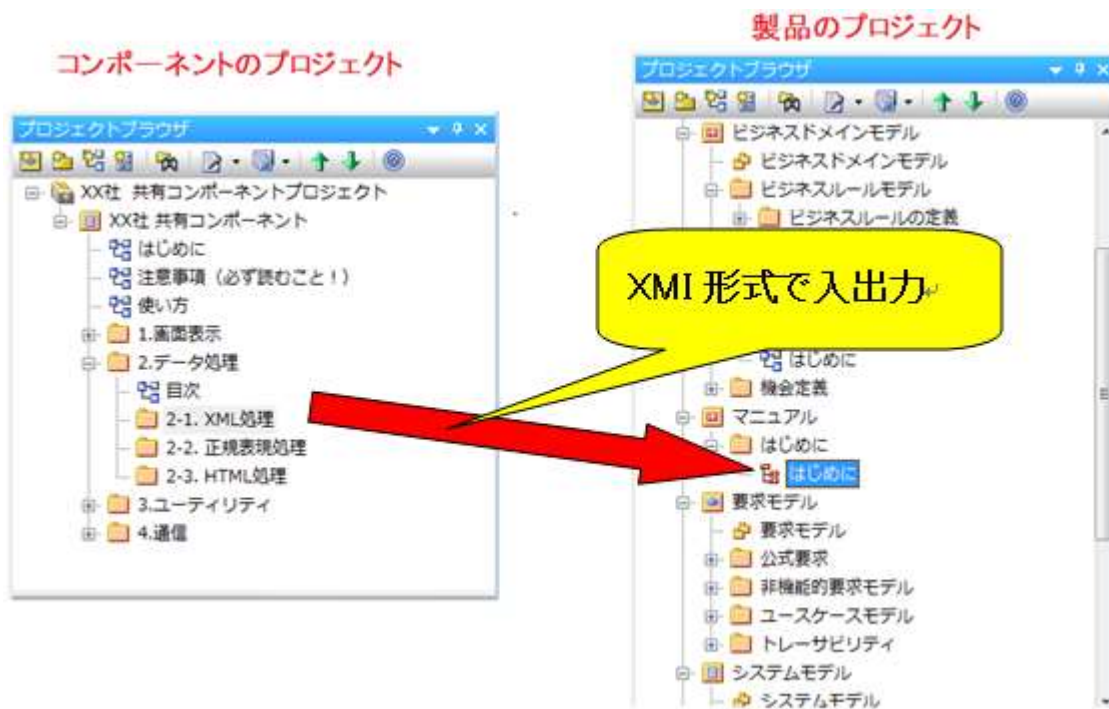 コンポーネントのプロジェクト
プロジェクトブラウザ
XX社 共有コンポーネントプロジェクト
XX社 共有コンポーネント
はじめに
注意事項（必ず読むこと！）
使い方
1.画面表示
2.データ処理
目次
2-1. XML処理
2-2. 正規表現処理
2-3. HTML処理
3.ユーティリティ
4.通信
XMI 形式で入出力
製品のプロジェクト
プロジェクトブラウザ
ビジネスドメインモデル
ビジネスドメインモデル
ビジネスルールモデル
ビジネスルールの定義
はじめに
機会定義
マニュアル
はじめに
はじめに
要求モデル
要求モデル
公式要求
非機能的要求モデル
ユースケースモデル
トレーサビリティ
システムモデル
システムモデル